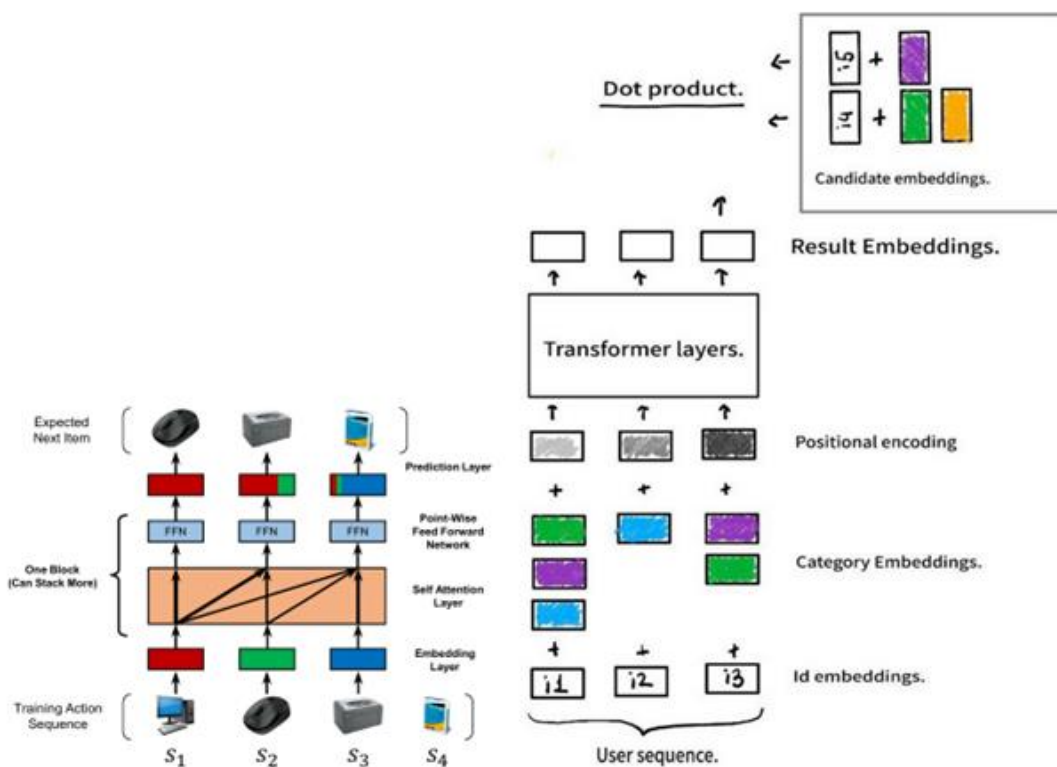 Expected
Next Item
Prediction Layer
FFN
FFN
FFN
Point-Wise
Feed Forward
Network
One Block
(Can Stack More)
Self Attention
Layer
Embedding
Layer
Training Action
Sequence
S1
S2
S3
S4
Dot product.
i5 +
i4 +
Candidate embeddings.
Result Embeddings.
Transformer layers.
Positional encoding
+ + +
Category Embeddings.
+ + +
i1 i2 i3
Id embeddings.
User sequence.